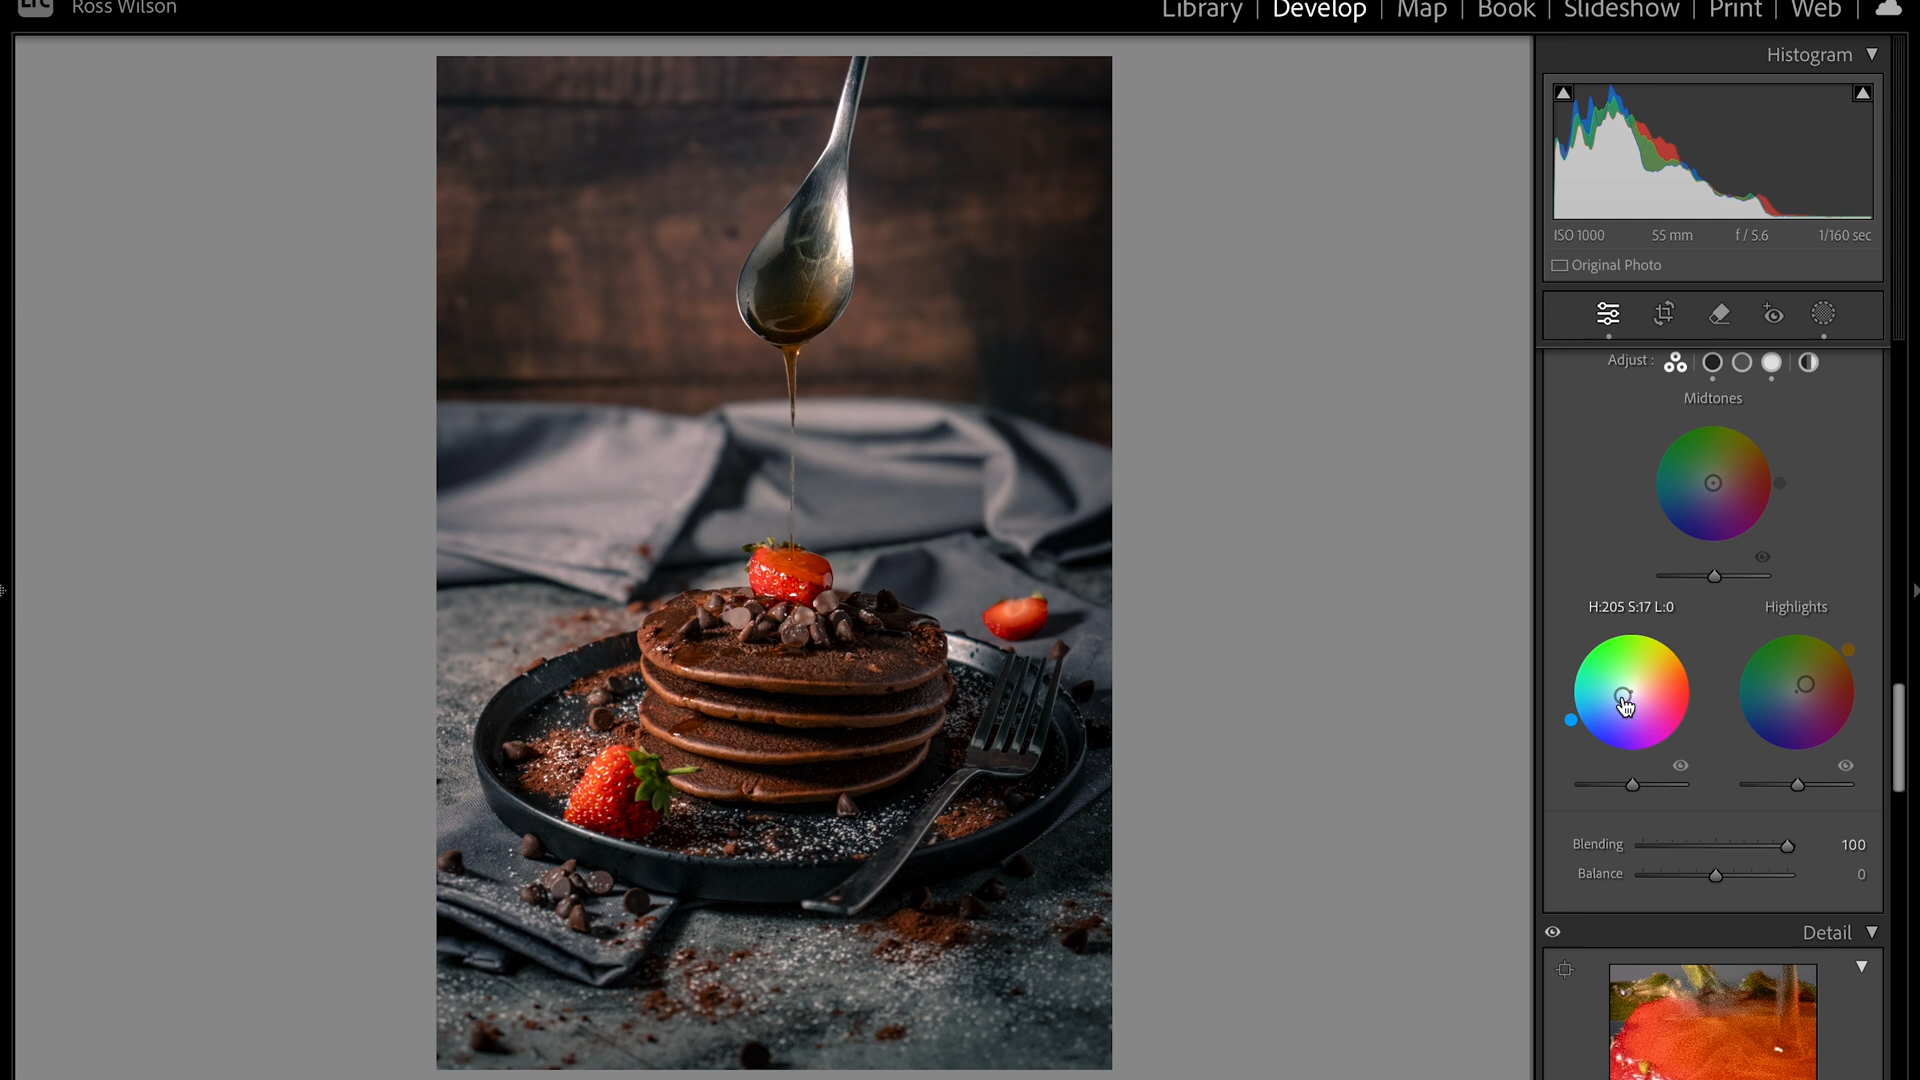 LrC
Ross Wilson
Library | Develop | Map | Book | Slideshow | Print | Web |
Histogram
ISO 1000 55 mm f / 5.6 1/160 sec
Original Photo
Adjust :
Midtones
H:205 S:17 L:0
Highlights
Blending 100
Balance 0
Detail